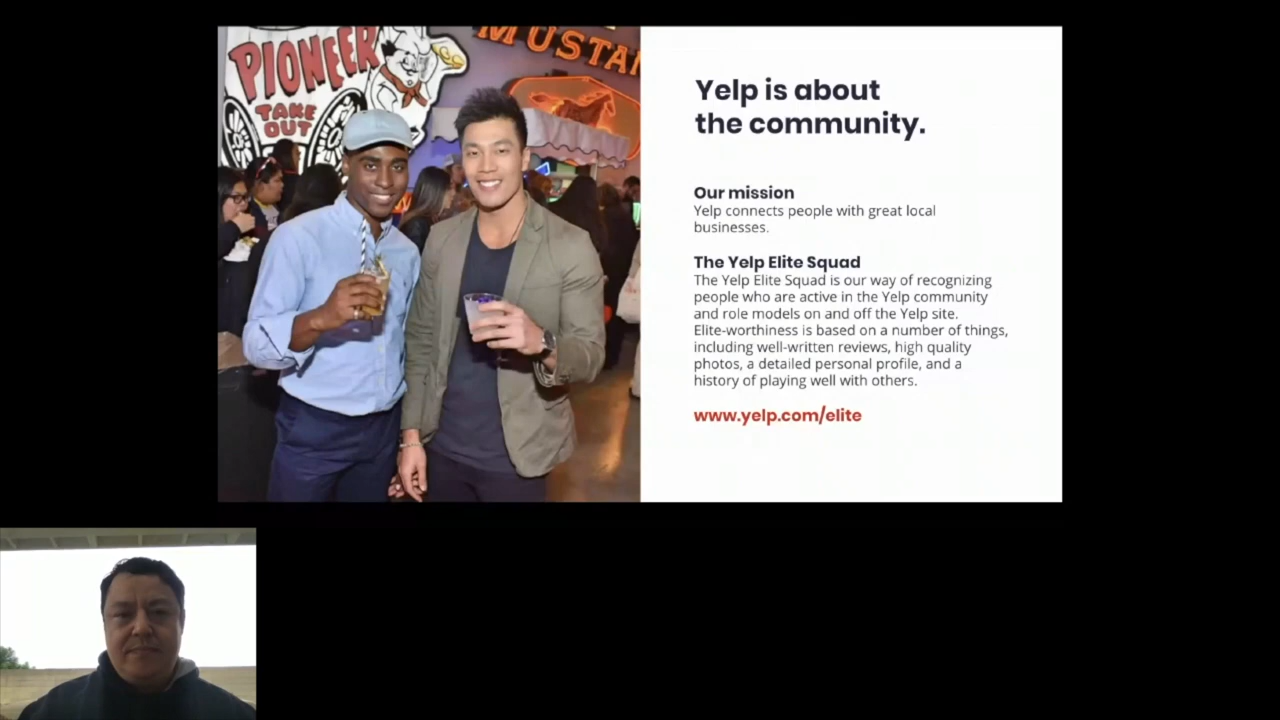 PIONEER
TAKE
OUT
Yelp is about
the community.
Our mission
Yelp connects people with great local
businesses.
The Yelp Elite Squad
The Yelp Elite Squad is our way of recognizing
people who are active in the Yelp community
and role models on and off the Yelp site.
Elite-worthiness is based on a number of things,
including well-written reviews, high quality
photos, a detailed personal profile, and a
history of playing well with others.
www.yelp.com/elite